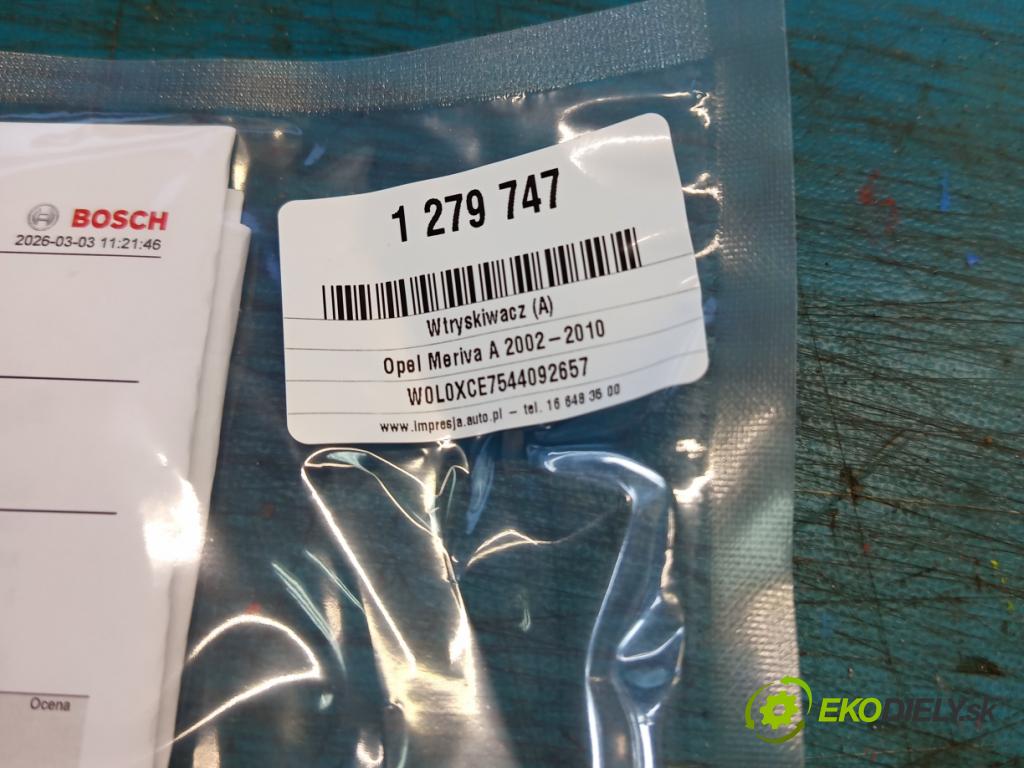 BOSCH
2026-03-03 11:21:46
1 279 747
Wtryskiwacz (A)
Opel Meriva A 2002-2010
W0L0XCE7544092657
www.impresja.auto.pl - tel. 16 648 35 00
Ocena
EKODIELY.sk